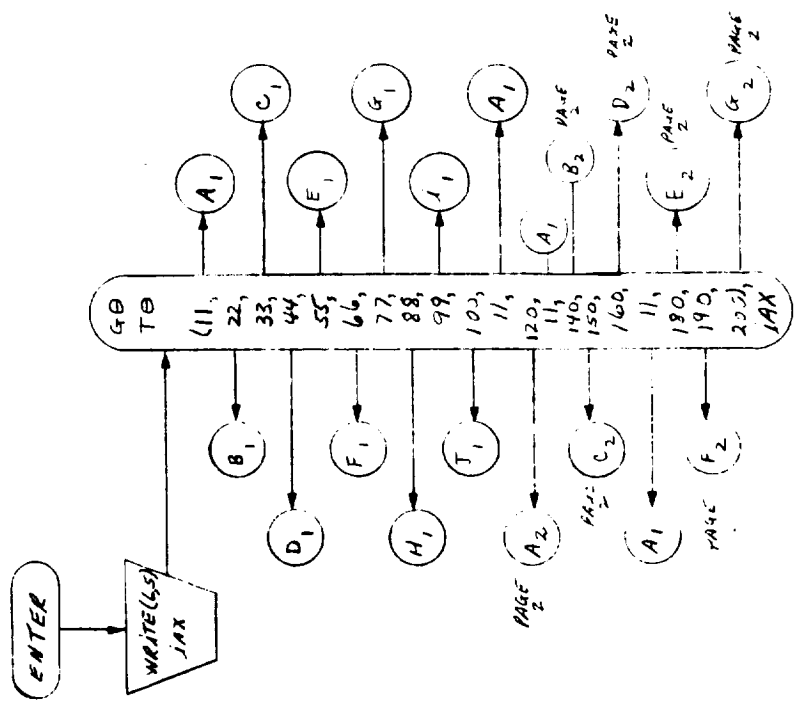 ENTER
WRITE(6,5)
iAX
GO
TO
(11,
22,
33,
44,
55,
66,
77,
88,
99,
100,
11,
120,
11,
140,
150,
160,
11,
180,
190,
200),
iAX
A1
C1
E1
G1
i1
A1
A1
B2
PAGE
2
D2
PAGE
2
E2
PAGE
2
G2
PAGE
2
B1
D1
F1
H1
J1
A2
PAGE
2
C2
PAGE
2
A1
F2
PAGE